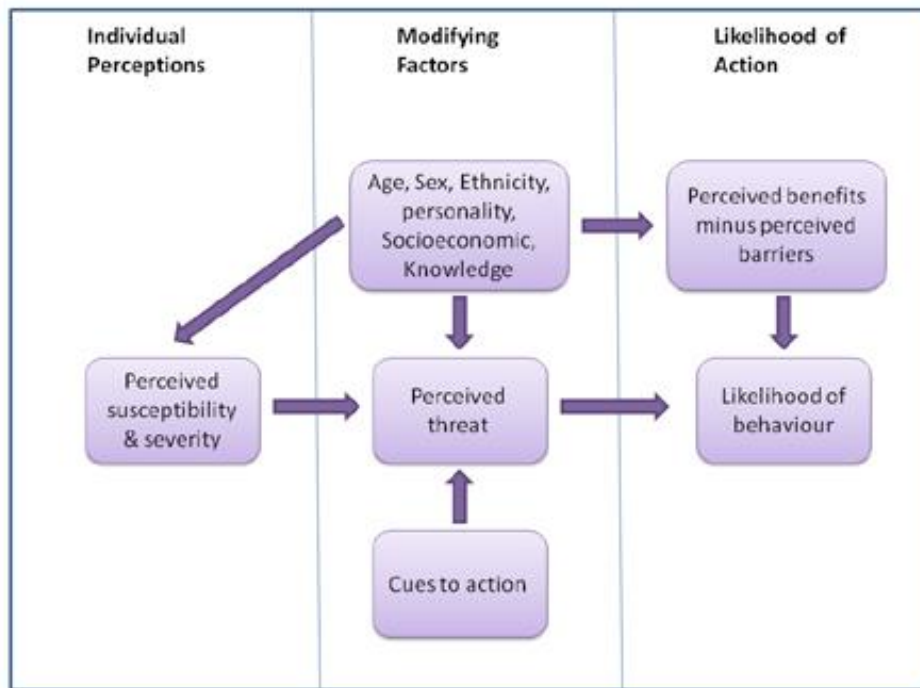 Individual
Perceptions
Modifying
Factors
Likelihood of
Action
Age, Sex, Ethnicity,
personality,
Socioeconomic,
Knowledge
Perceived benefits
minus perceived
barriers
Perceived
susceptibility
& severity
Perceived
threat
Likelihood of
behaviour
Cues to action